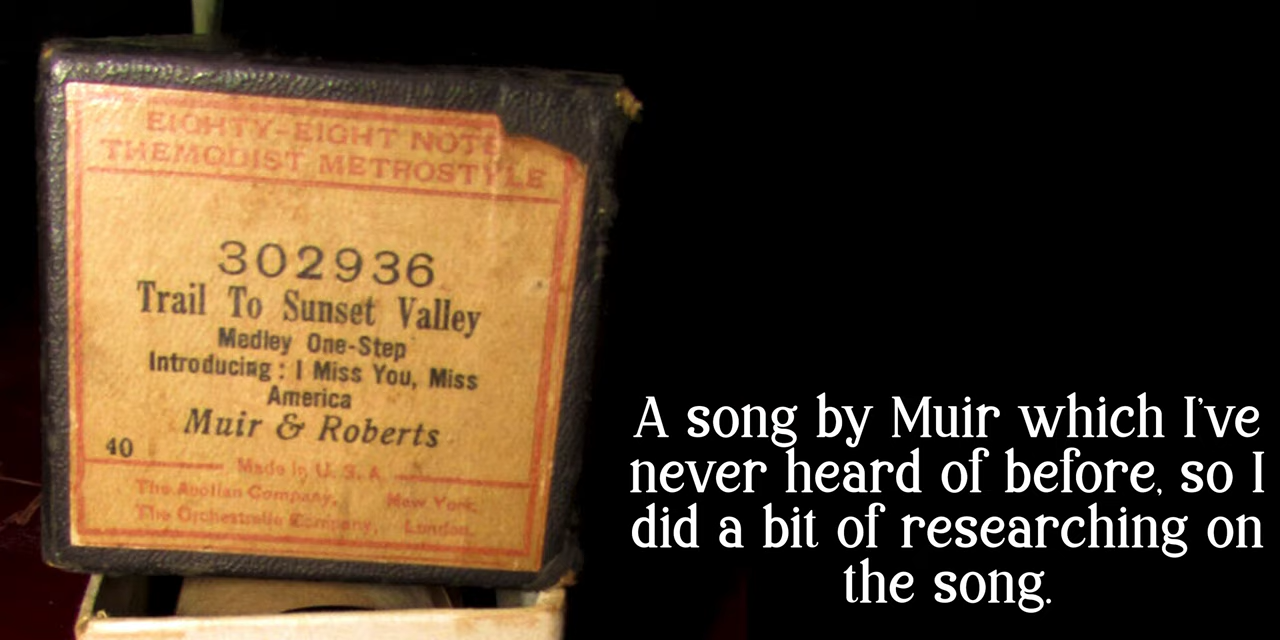 EIGHTY-EIGHT NOTE
THEMODIST METROSTYLE
302936
Trail To Sunset Valley
Medley One-Step
Introducing : I Miss You, Miss
America
Muir & Roberts
40
Made in U. S. A.
The Aeolian Company, New York.
The Orchestrelle Company, London.
A song by Muir which I've
never heard of before, so I
did a bit of researching on
the song.